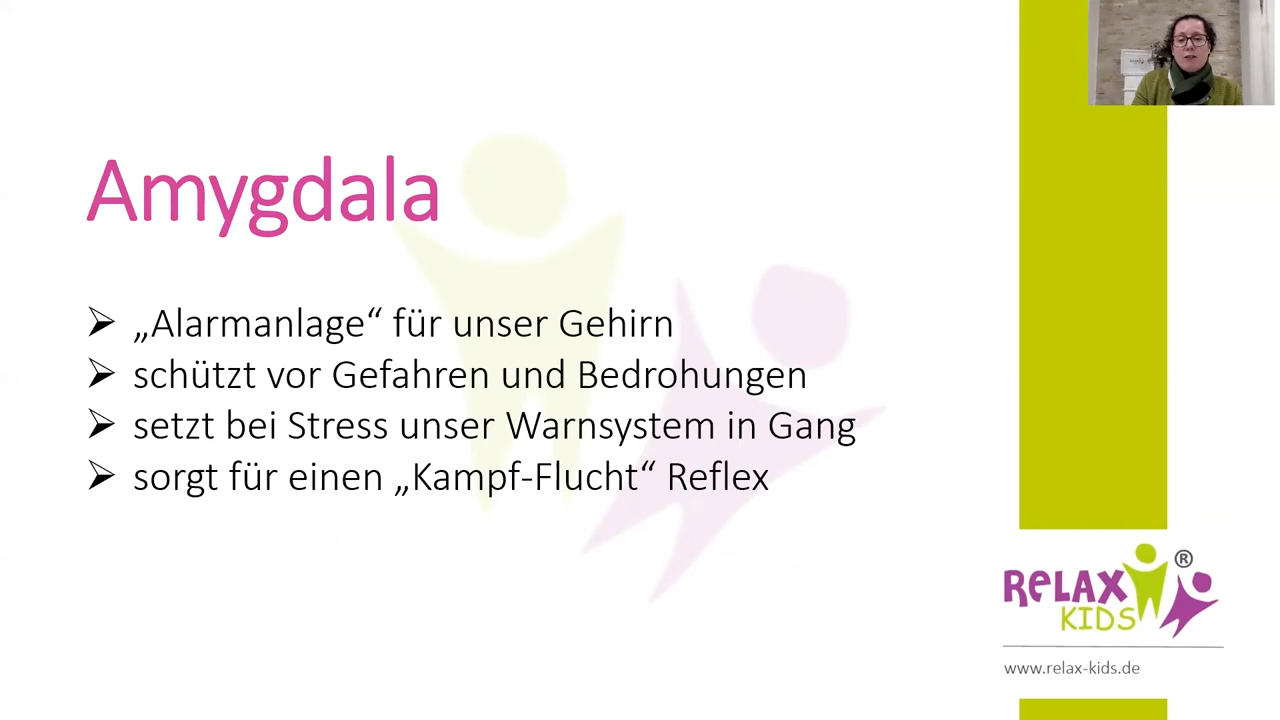 Amygdala
„Alarmanlage“ für unser Gehirn
schützt vor Gefahren und Bedrohungen
setzt bei Stress unser Warnsystem in Gang
sorgt für einen „Kampf-Flucht“ Reflex
RELAX ®
KIDS
www.relax-kids.de